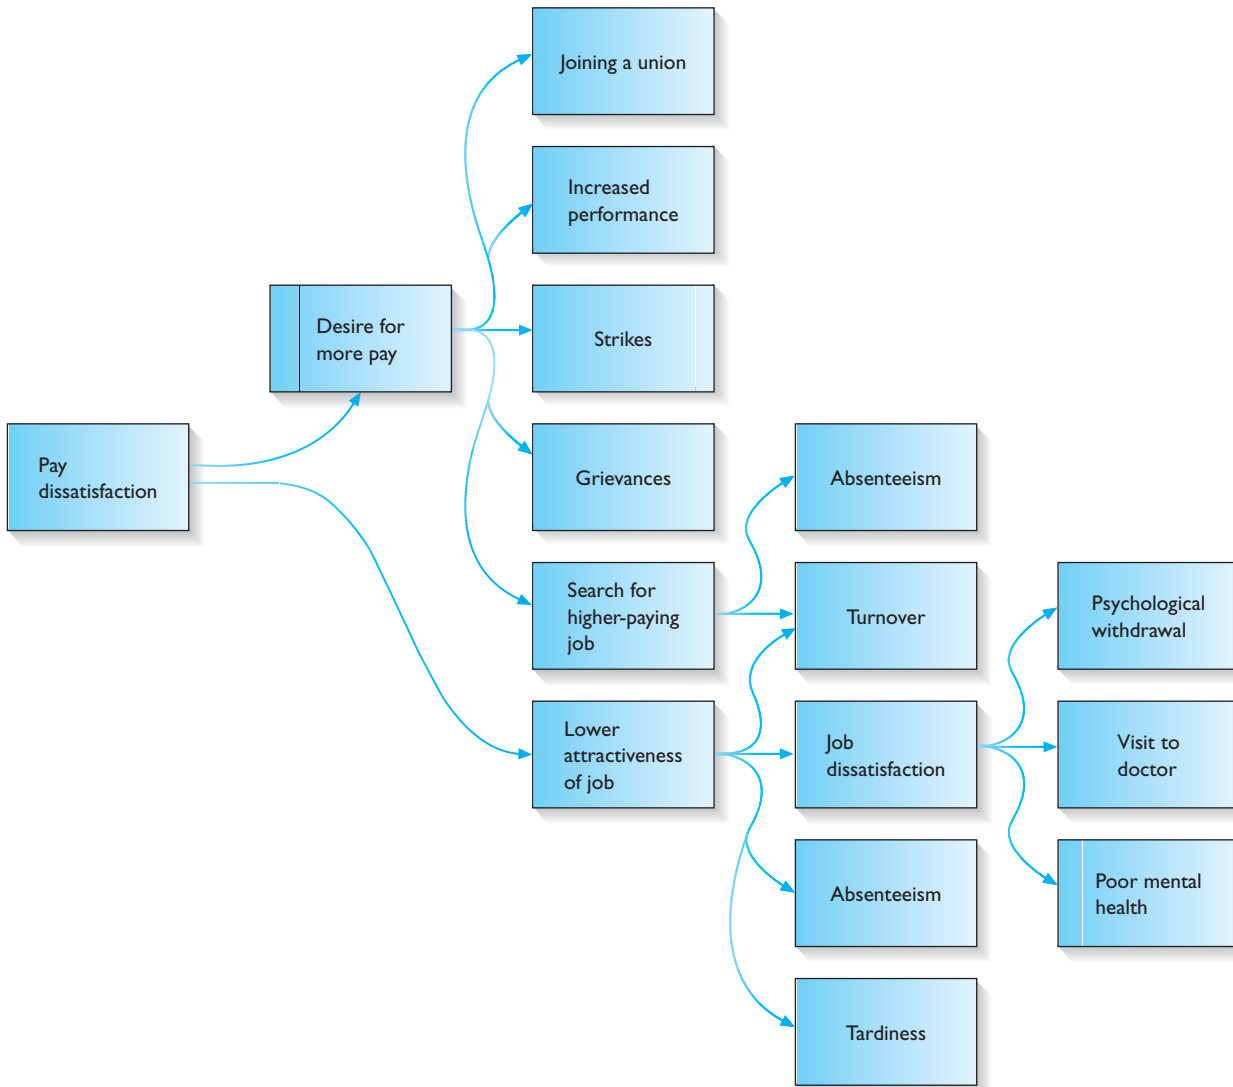 Joining a union
Increased
performance
Desire for
more pay
Strikes
Pay
dissatisfaction
Grievances
Absenteeism
Search for
higher-paying
job
Turnover
Psychological
withdrawal
Lower
attractiveness
of job
Job
dissatisfaction
Visit to
doctor
Absenteeism
Poor mental
health
Tardiness